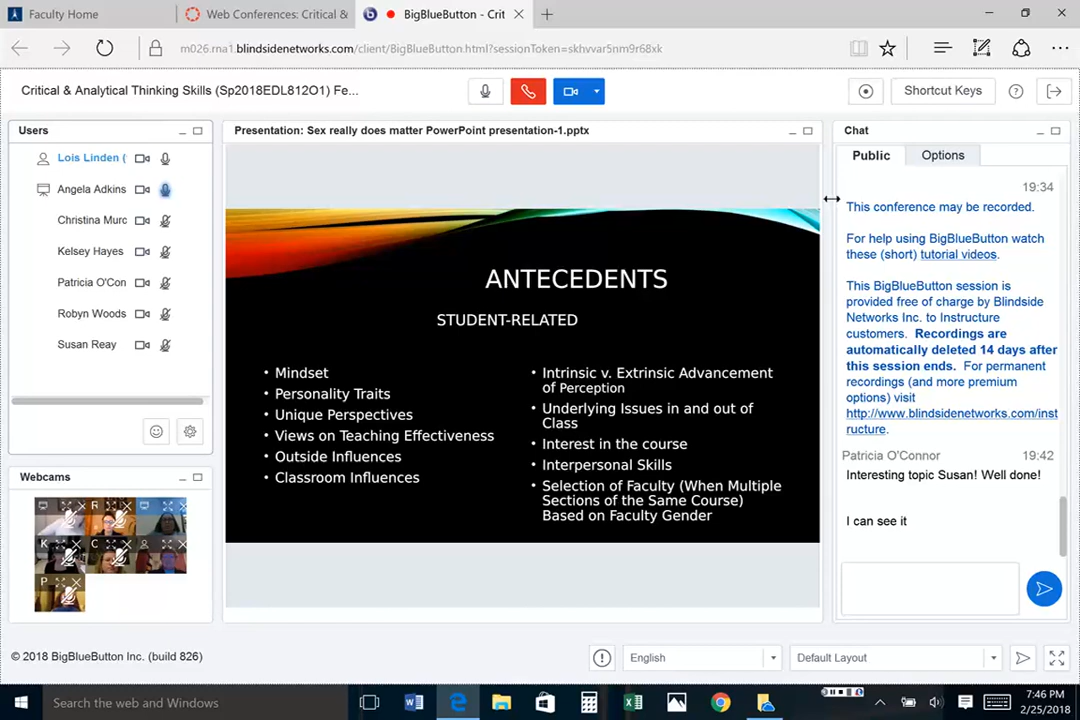 Faculty Home
Web Conferences: Critical &
BigBlueButton - Crit
m026.rna1.blindsidenetworks.com/client/BigBlueButton.html?sessionToken=skhvvar5nm9r68xk
Critical & Analytical Thinking Skills (Sp2018EDL812O1) Fe...
Shortcut Keys
Users
Lois Linden (
Angela Adkins
Christina Murc
Kelsey Hayes
Patricia O'Con
Robyn Woods
Susan Reay
Webcams
R
K
C
P
Presentation: Sex really does matter PowerPoint presentation-1.pptx
ANTECEDENTS
STUDENT-RELATED
• Mindset
• Personality Traits
• Unique Perspectives
• Views on Teaching Effectiveness
• Outside Influences
• Classroom Influences
• Intrinsic v. Extrinsic Advancement
of Perception
• Underlying Issues in and out of
Class
• Interest in the course
• Interpersonal Skills
• Selection of Faculty (When Multiple
Sections of the Same Course)
Based on Faculty Gender
Chat
Public
Options
19:34
This conference may be recorded.
For help using BigBlueButton watch
these (short) tutorial videos.
This BigBlueButton session is
provided free of charge by Blindside
Networks Inc. to Instructure
customers. Recordings are
automatically deleted 14 days after
this session ends. For permanent
recordings (and more premium
options) visit
http://www.blindsidenetworks.com/inst
ructure.
Patricia O'Connor 19:42
Interesting topic Susan! Well done!
I can see it
© 2018 BigBlueButton Inc. (build 826)
English
Default Layout
Search the web and Windows
7:46 PM
2/25/2018